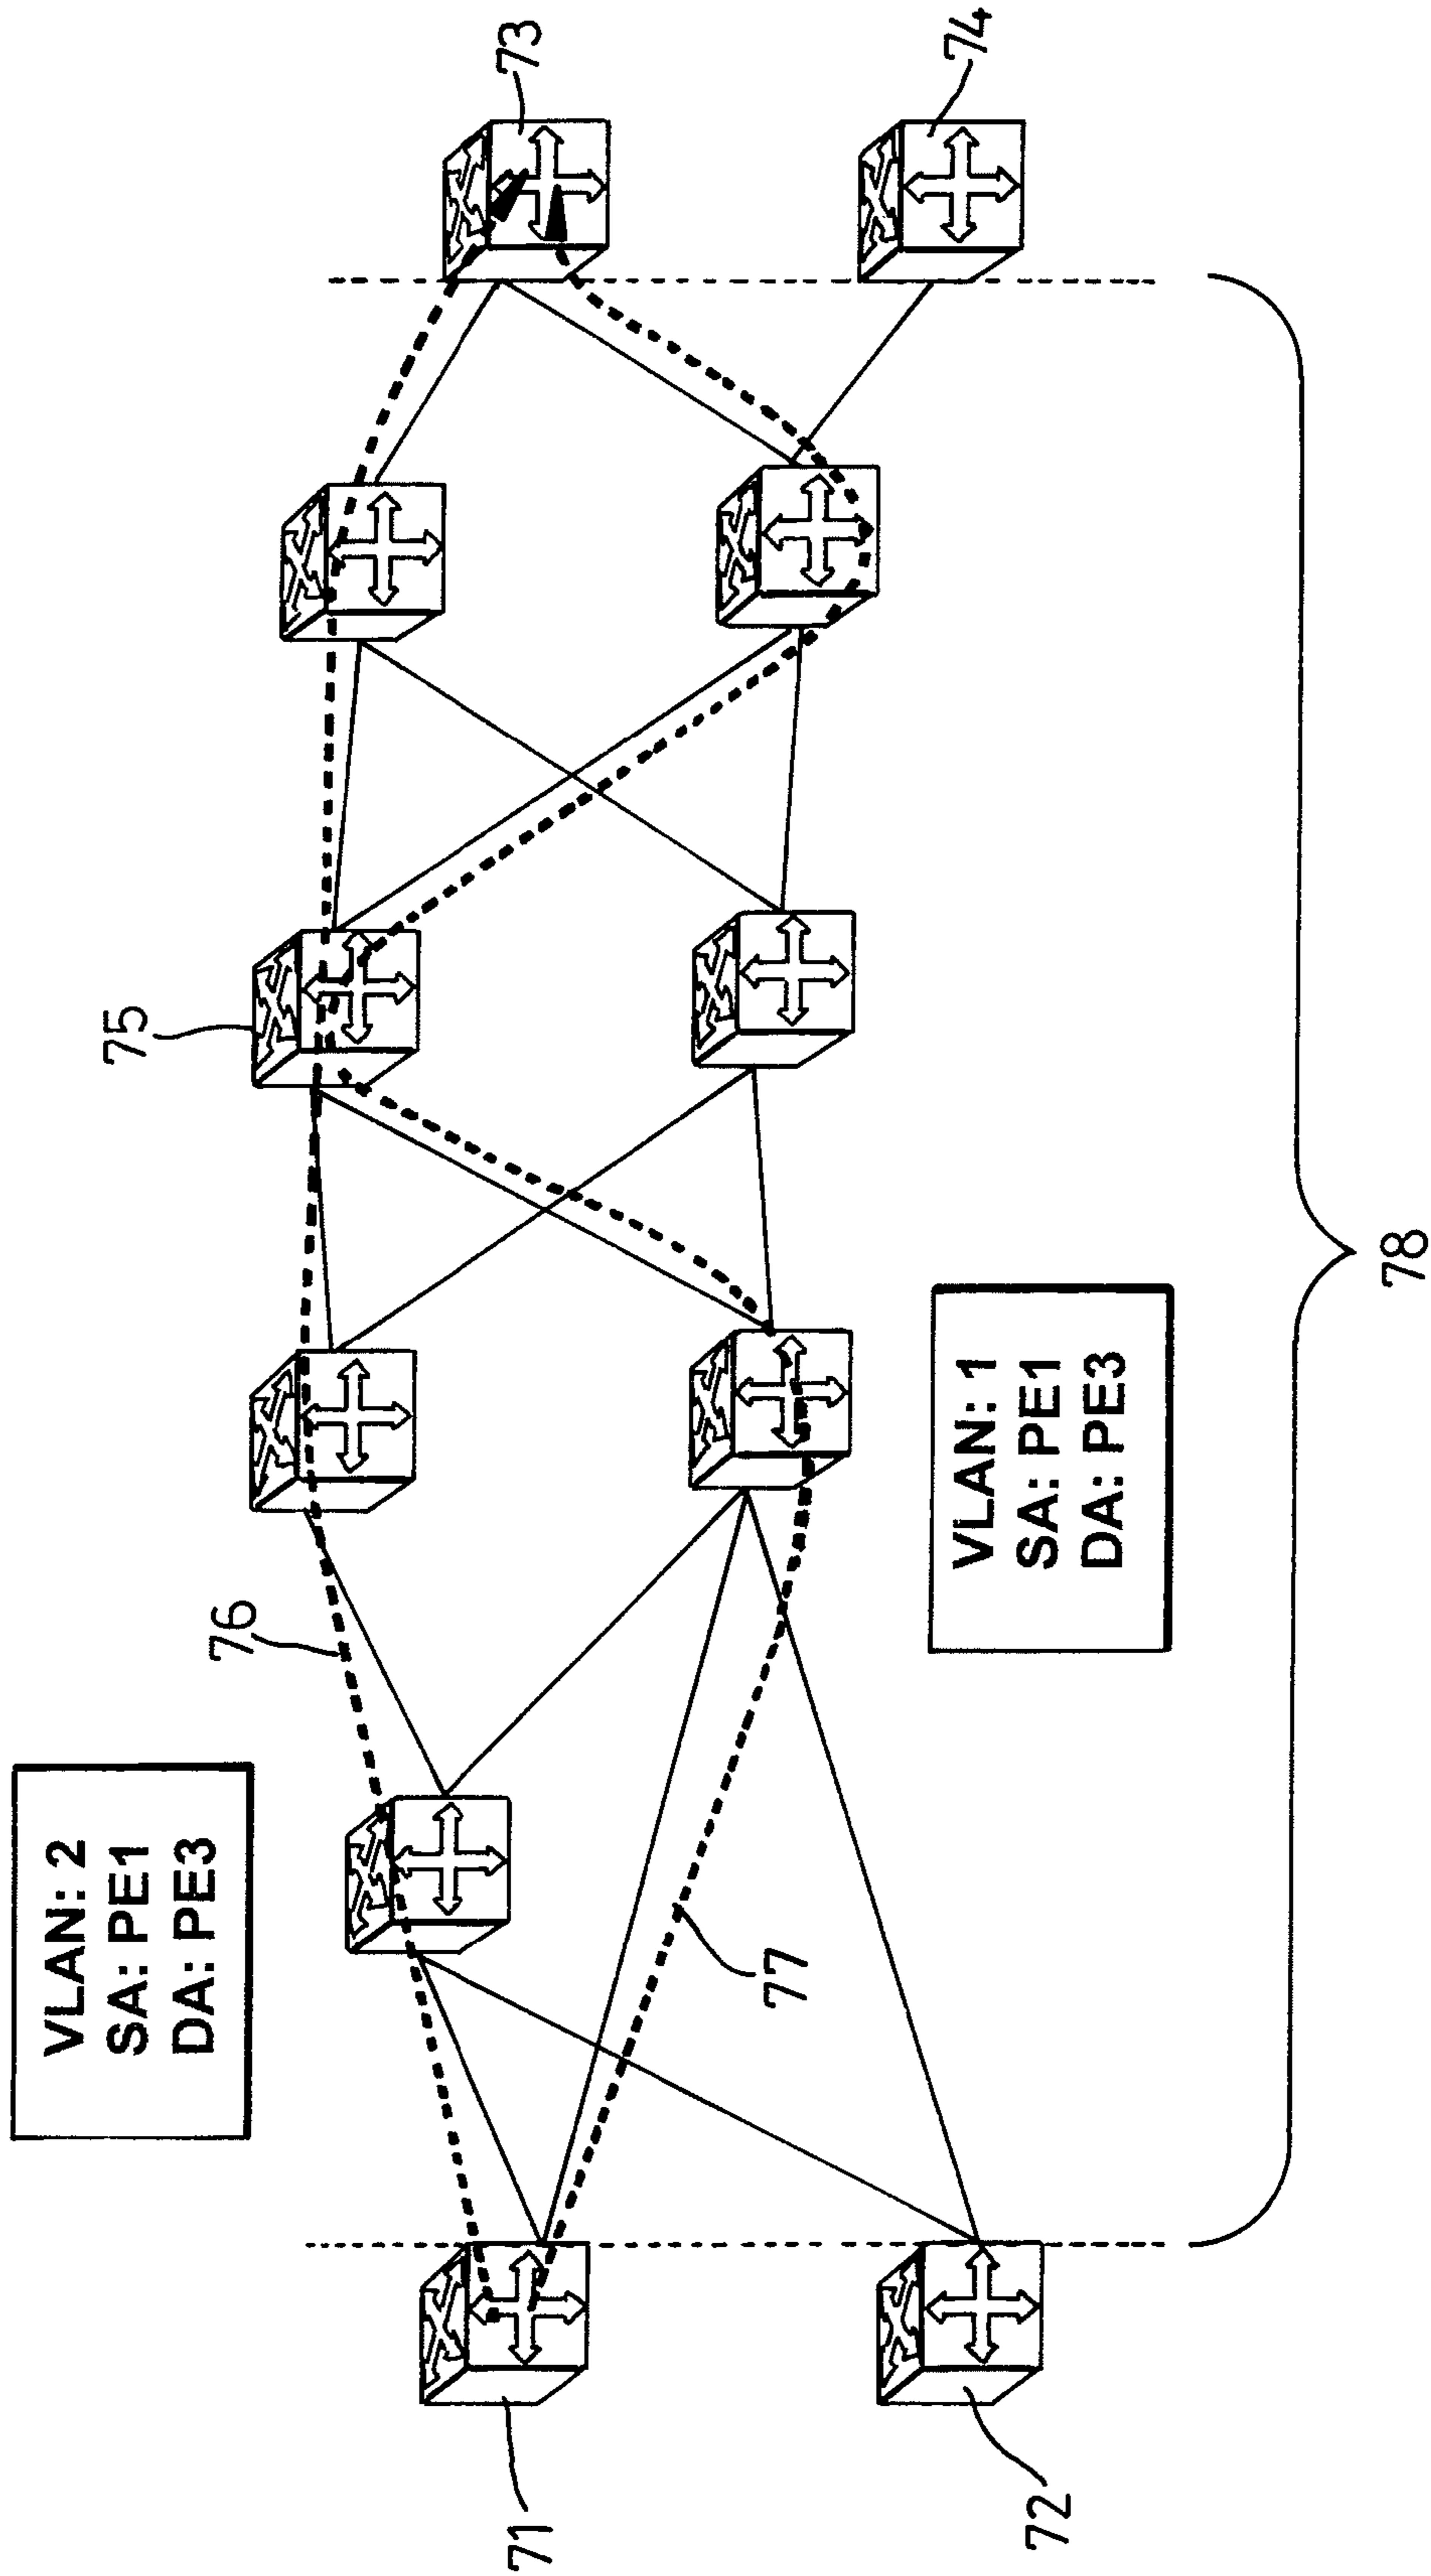 VLAN: 2
SA: PE1
DA: PE3
76
75
73
71
77
74
72
VLAN: 1
SA: PE1
DA: PE3
78